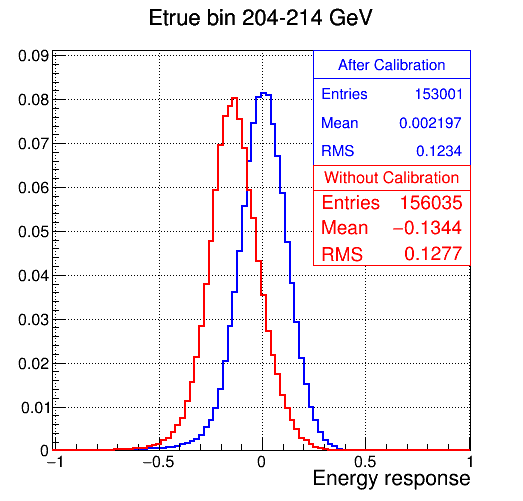 Etrue bin 204-214 GeV
After Calibration
Entries 153001
Mean 0.002197
RMS 0.1234
Without Calibration
Entries 156035
Mean −0.1344
RMS 0.1277
0.09
0.08
0.07
0.06
0.05
0.04
0.03
0.02
0.01
0
−1 −0.5 0 0.5 1
Energy response